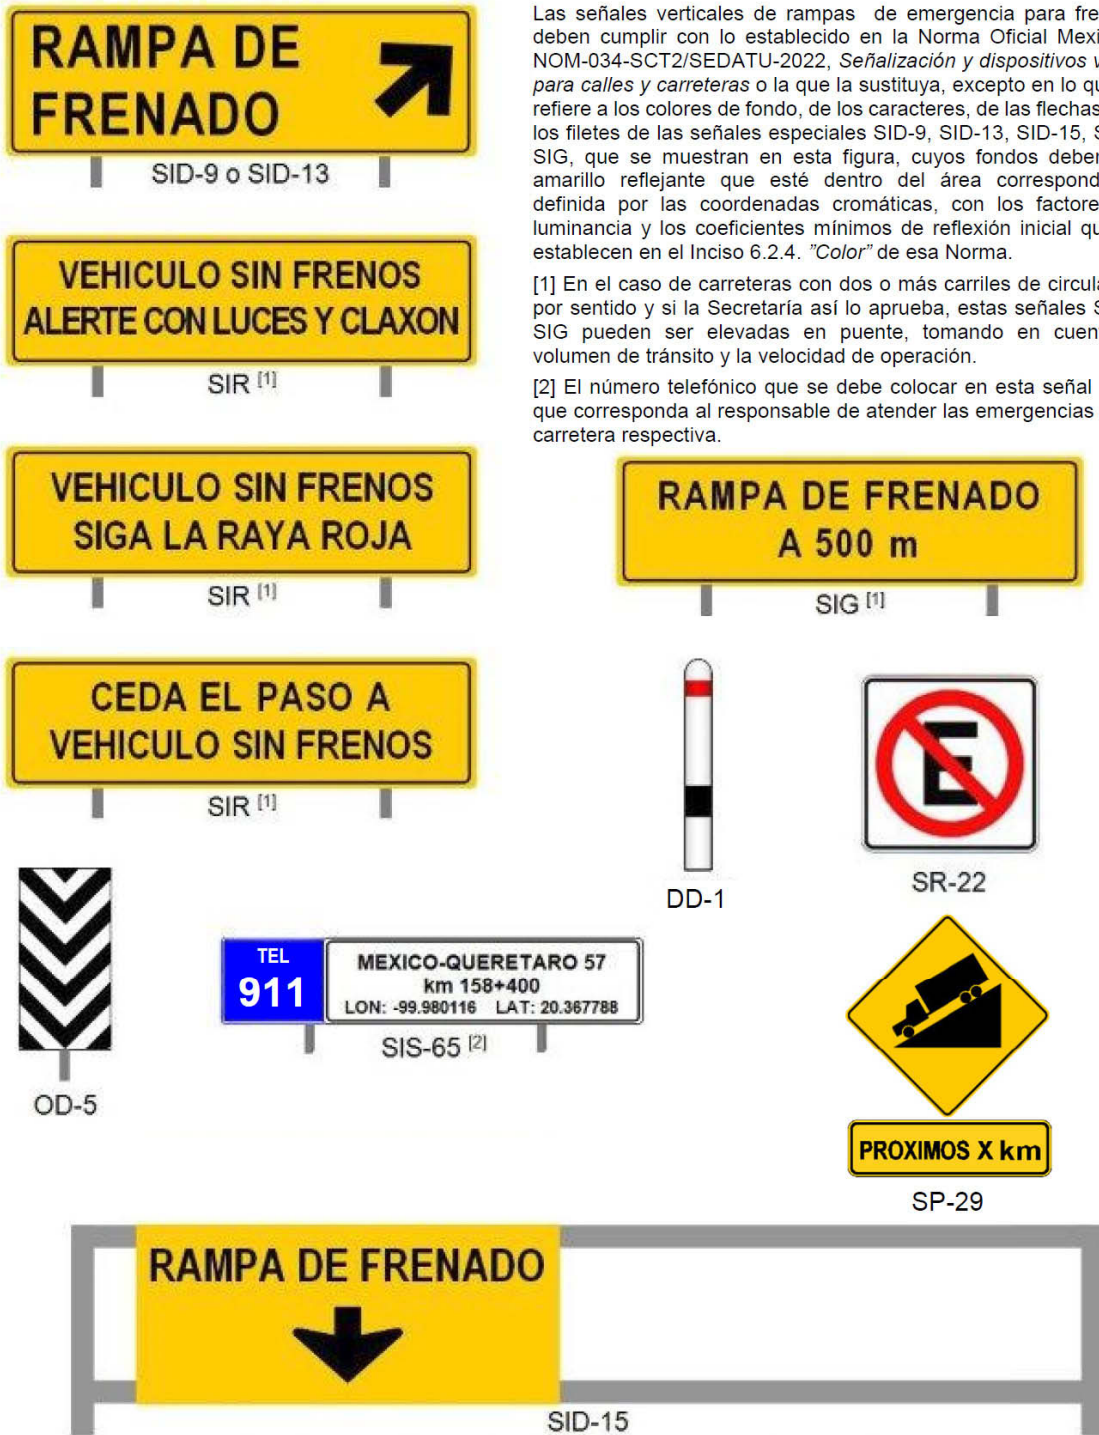 RAMPA DE
FRENADO
SID-9 o SID-13
Las señales verticales de rampas de emergencia para fre
deben cumplir con lo establecido en la Norma Oficial Mexi
NOM-034-SCT2/SEDATU-2022, Señalización y dispositivos v
para calles y carreteras o la que la sustituya, excepto en lo qu
refiere a los colores de fondo, de los caracteres, de las flechas
los filetes de las señales especiales SID-9, SID-13, SID-15, S
SIG, que se muestran en esta figura, cuyos fondos deber
amarillo reflejante que esté dentro del área correspond
definida por las coordenadas cromáticas, con los factore
luminancia y los coeficientes mínimos de reflexión inicial qu
establecen en el Inciso 6.2.4. "Color" de esa Norma.
[1] En el caso de carreteras con dos o más carriles de circula
por sentido y si la Secretaría así lo aprueba, estas señales S
SIG pueden ser elevadas en puente, tomando en cuent
volumen de tránsito y la velocidad de operación.
[2] El número telefónico que se debe colocar en esta señal
que corresponda al responsable de atender las emergencias
carretera respectiva.
VEHICULO SIN FRENOS
ALERTE CON LUCES Y CLAXON
SIR [1]
VEHICULO SIN FRENOS
SIGA LA RAYA ROJA
SIR [1]
RAMPA DE FRENADO
A 500 m
SIG [1]
CEDA EL PASO A
VEHICULO SIN FRENOS
SIR [1]
DD-1
E
SR-22
OD-5
TEL
911
MEXICO-QUERETARO 57
km 158+400
LON: -99.980116 LAT: 20.367788
SIS-65 [2]
PROXIMOS X km
SP-29
RAMPA DE FRENADO
SID-15